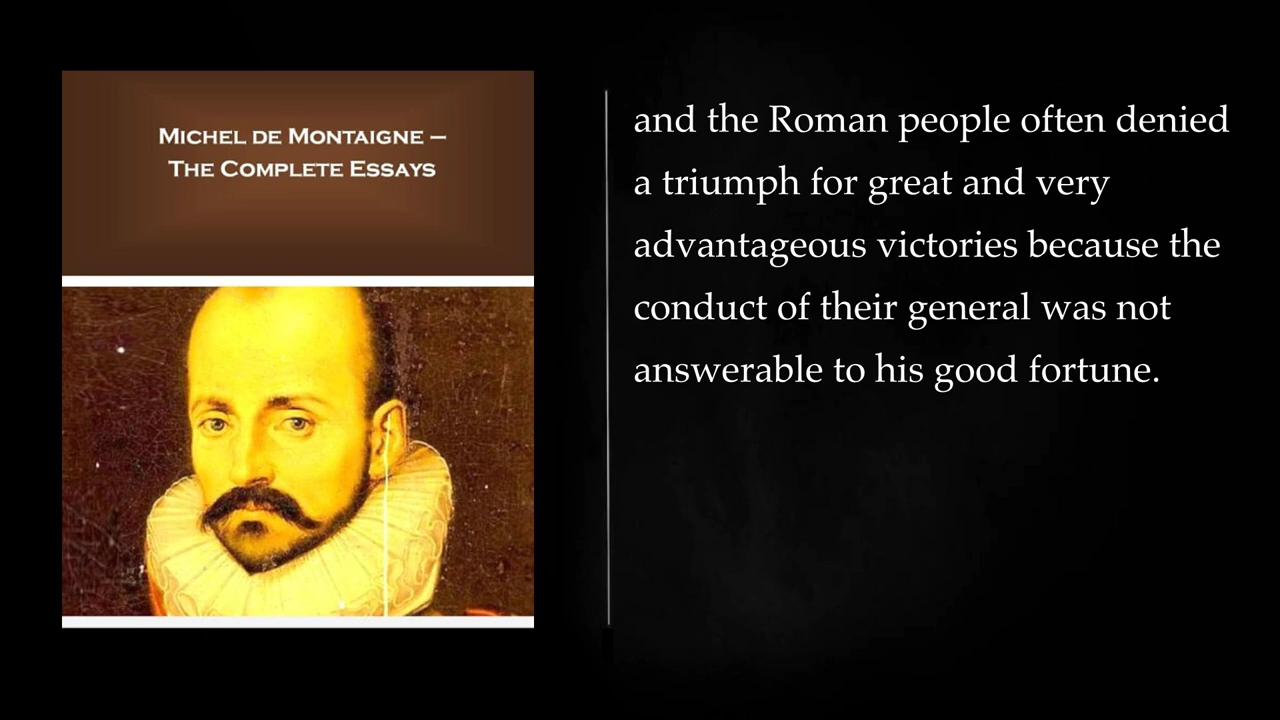 MICHEL DE MONTAIGNE –
THE COMPLETE ESSAYS
and the Roman people often denied
a triumph for great and very
advantageous victories because the
conduct of their general was not
answerable to his good fortune.